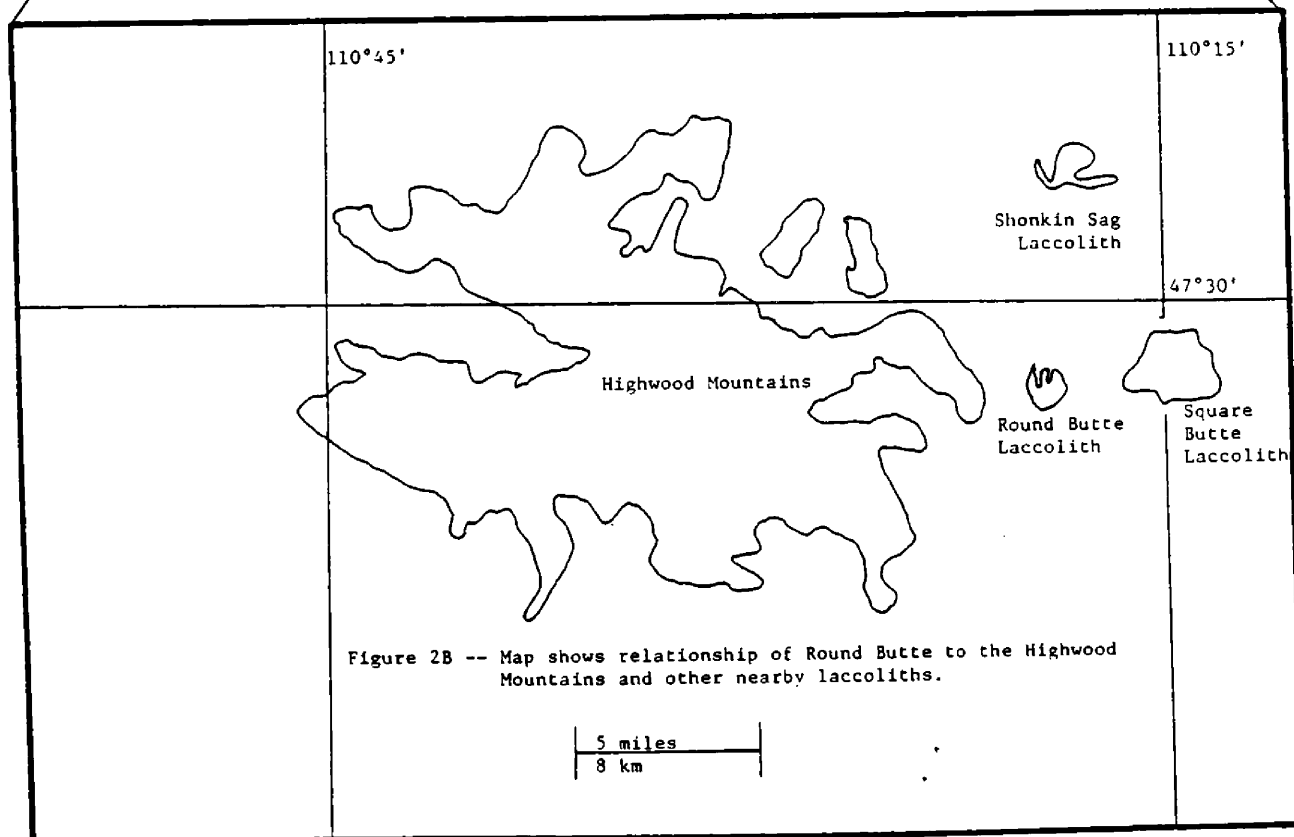 110°45'
110°15'
Shonkin Sag
Laccolith
47°30'
Highwood Mountains
Round Butte
Laccolith
Square
Butte
Laccolith
Figure 2B -- Map shows relationship of Round Butte to the Highwood
Mountains and other nearby laccoliths.
5 miles
8 km